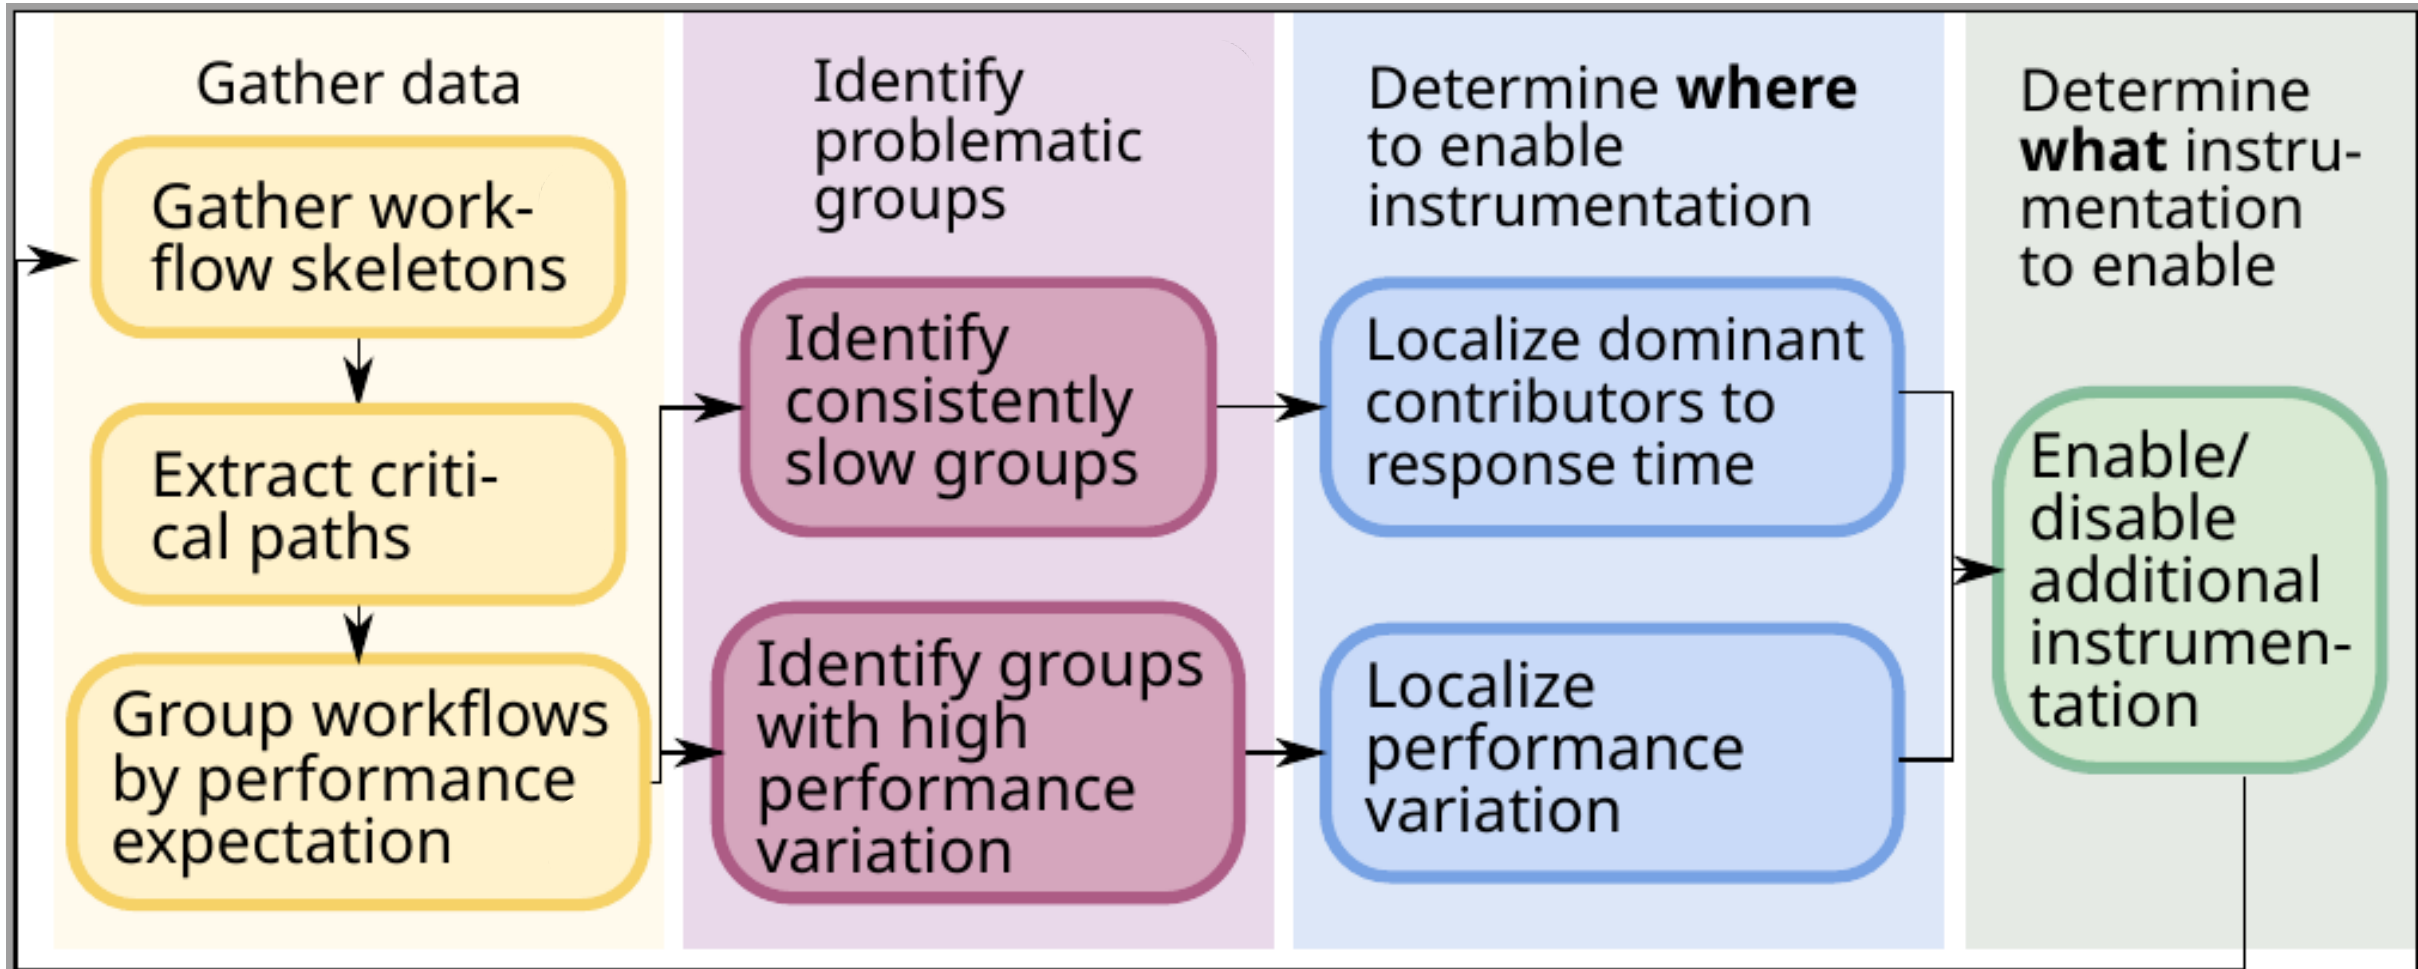 Gather data
Gather work-
flow skeletons
Extract criti-
cal paths
Group workflows
by performance
expectation
Identify
problematic
groups
Identify
consistently
slow groups
Identify groups
with high
performance
variation
Determine where
to enable
instrumentation
Localize dominant
contributors to
response time
Localize
performance
variation
Determine
what instru-
mentation
to enable
Enable/
disable
additional
instrumen-
tation